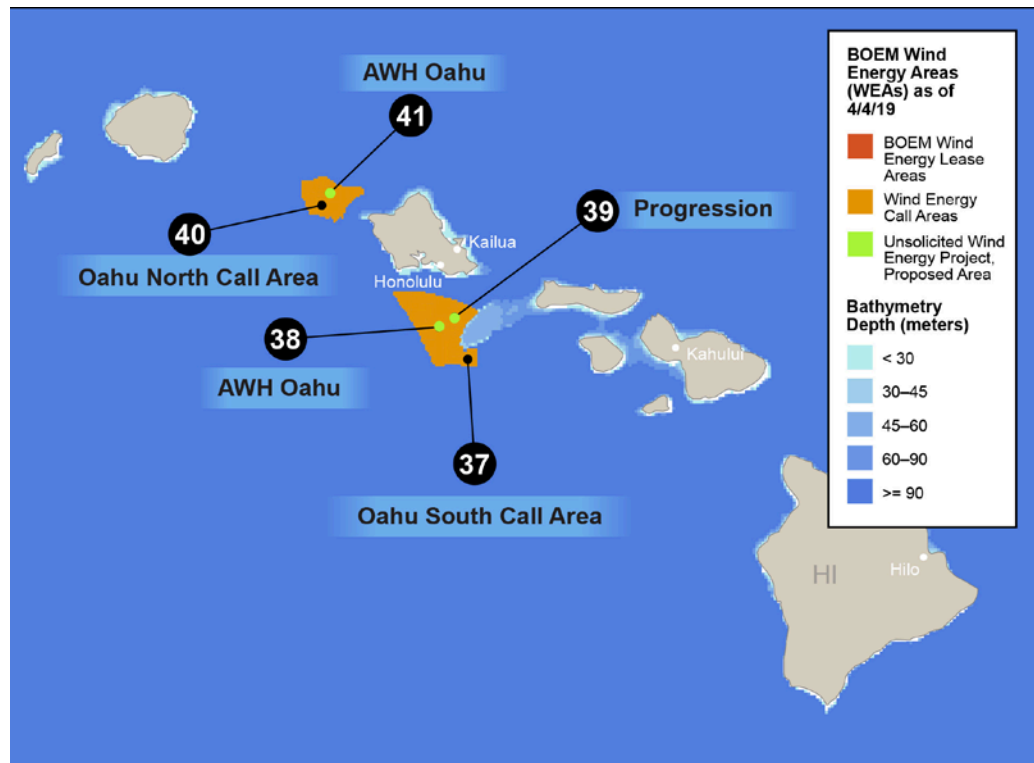 AWH Oahu
41
40
Oahu North Call Area
39
Progression
Kailua
Honolulu
38
AWH Oahu
37
Oahu South Call Area
Kahului
HI
Hilo
BOEM Wind
Energy Areas
(WEAs) as of
4/4/19
BOEM Wind
Energy Lease
Areas
Wind Energy
Call Areas
Unsolicited Wind
Energy Project,
Proposed Area
Bathymetry
Depth (meters)
< 30
30–45
45–60
60–90
>= 90